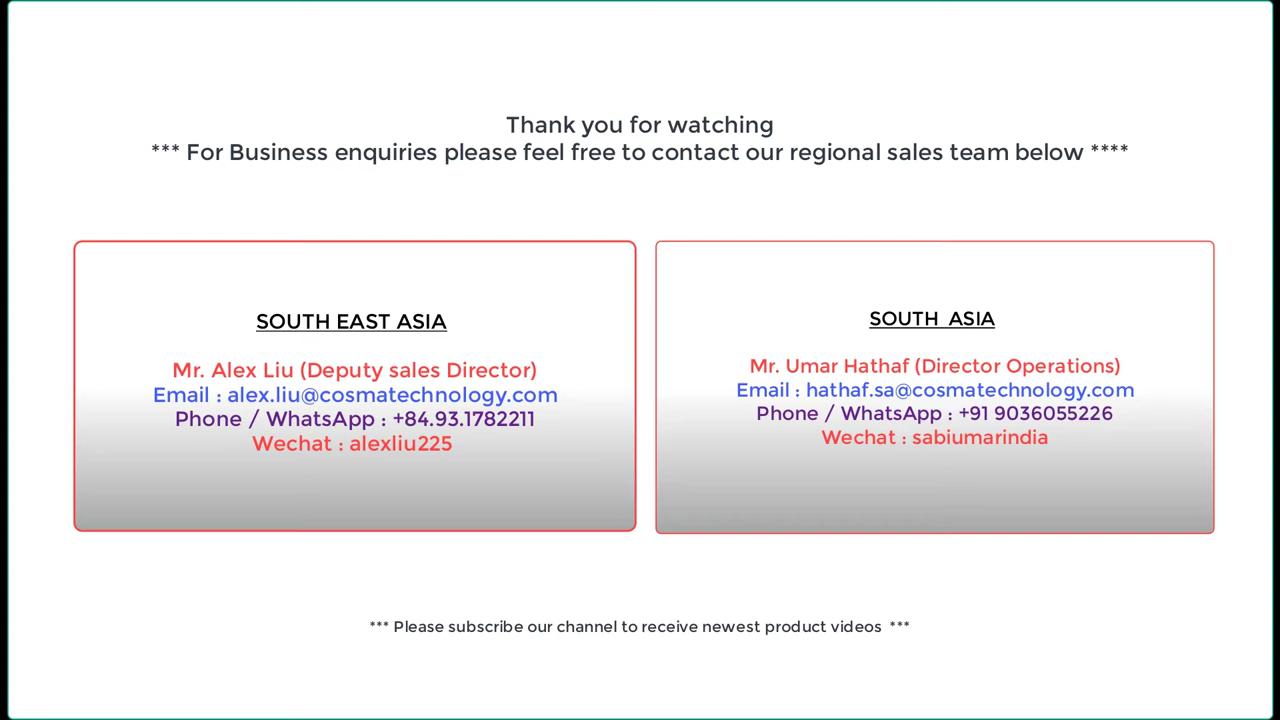 Thank you for watching
*** For Business enquiries please feel free to contact our regional sales team below ****
SOUTH EAST ASIA
Mr. Alex Liu (Deputy sales Director)
Email : alex.liu@cosmatechnology.com
Phone / WhatsApp : +84.93.1782211
Wechat : alexliu225
SOUTH  ASIA
Mr. Umar Hathaf (Director Operations)
Email : hathaf.sa@cosmatechnology.com
Phone / WhatsApp : +91 9036055226
Wechat : sabiumarindia
*** Please subscribe our channel to receive newest product videos  ***